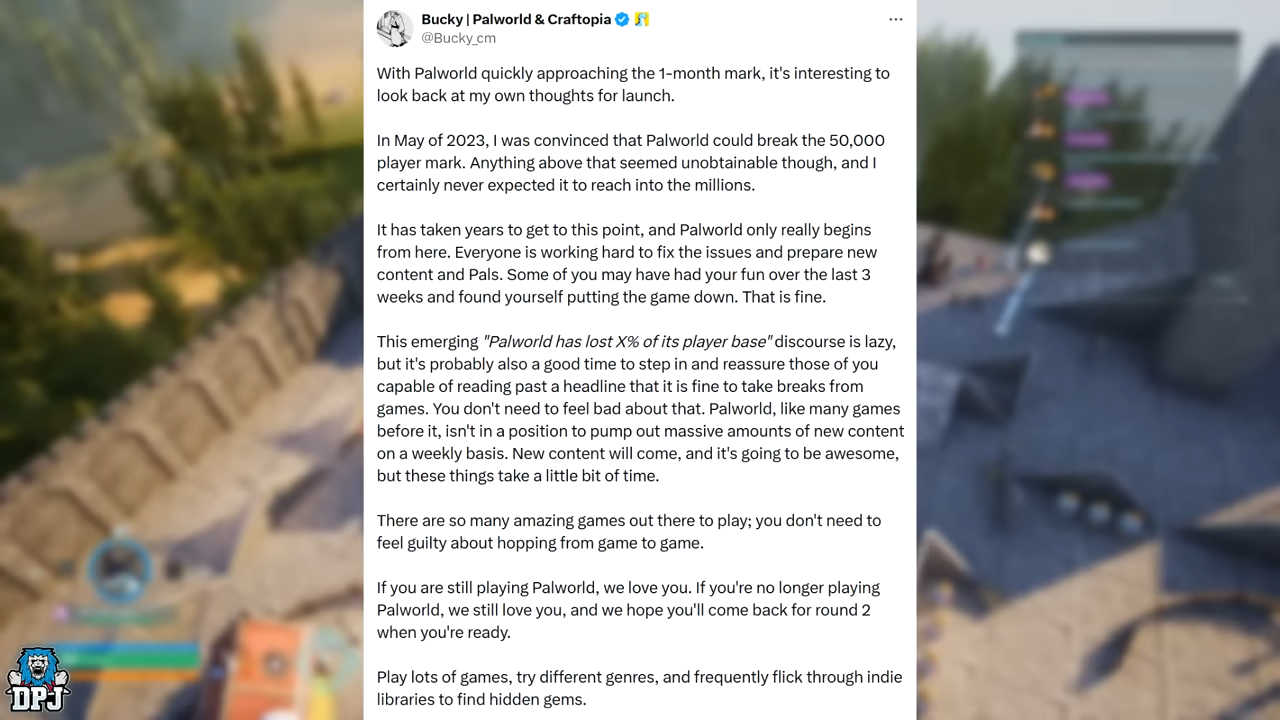 Bucky | Palworld & Craftopia
@Bucky_cm
With Palworld quickly approaching the 1-month mark, it's interesting to
look back at my own thoughts for launch.
In May of 2023, I was convinced that Palworld could break the 50,000
player mark. Anything above that seemed unobtainable though, and I
certainly never expected it to reach into the millions.
It has taken years to get to this point, and Palworld only really begins
from here. Everyone is working hard to fix the issues and prepare new
content and Pals. Some of you may have had your fun over the last 3
weeks and found yourself putting the game down. That is fine.
This emerging "Palworld has lost X% of its player base" discourse is lazy,
but it's probably also a good time to step in and reassure those of you
capable of reading past a headline that it is fine to take breaks from
games. You don't need to feel bad about that. Palworld, like many games
before it, isn't in a position to pump out massive amounts of new content
on a weekly basis. New content will come, and it's going to be awesome,
but these things take a little bit of time.
There are so many amazing games out there to play; you don't need to
feel guilty about hopping from game to game.
If you are still playing Palworld, we love you. If you're no longer playing
Palworld, we still love you, and we hope you'll come back for round 2
when you're ready.
Play lots of games, try different genres, and frequently flick through indie
libraries to find hidden gems.
DPJ